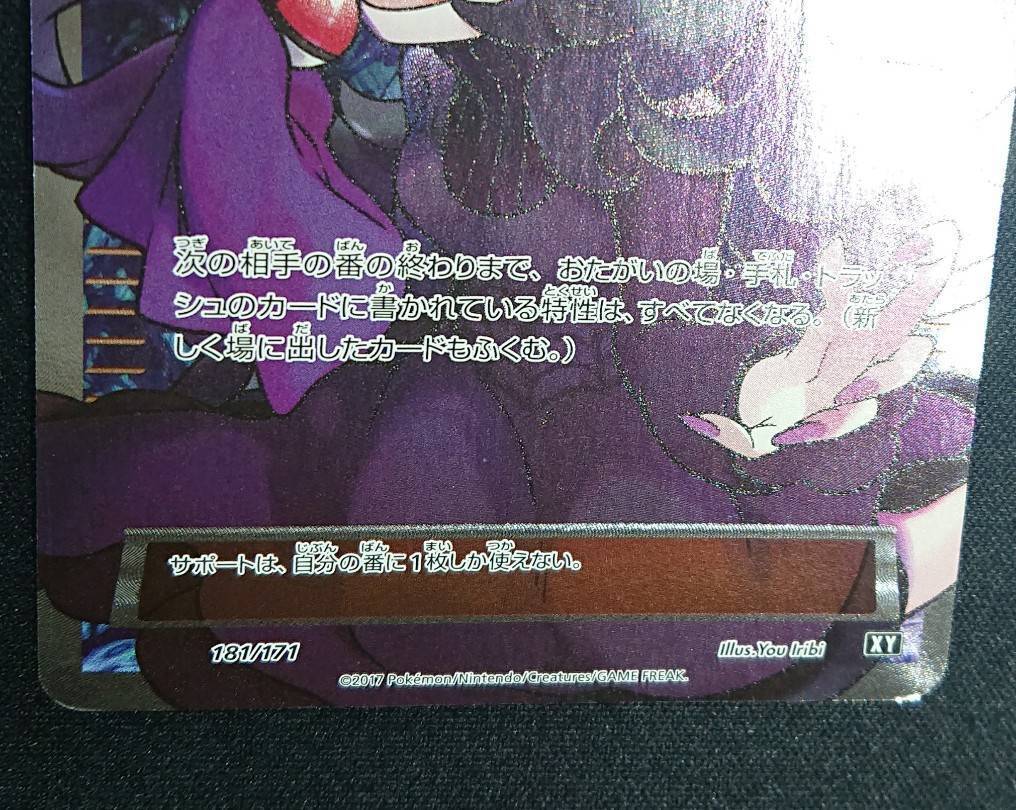 次の相手の番の終わりまで、おたがいの場・手札・トラッ
シュのカードに書かれている特性は、すべてなくなる。（新
しく場に出したカードもふくむ。）
サポートは、自分の番に1枚しか使えない。
181/171
Illus. You Iribi
XY
©2017 Pokémon/Nintendo/Creatures/GAME FREAK.